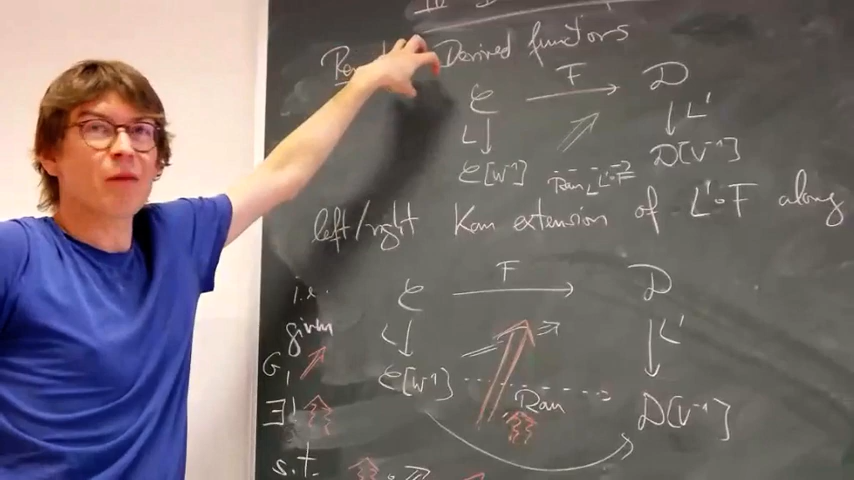 Derived functors
C F D
L L'
C[W⁻¹] Ran_L L'∘F D[V⁻¹]
left/right Kan extension of L'∘F along
i.e. C F D
given L L'
G,
C[W⁻¹] Ran D[V⁻¹]
∃!
s.t.